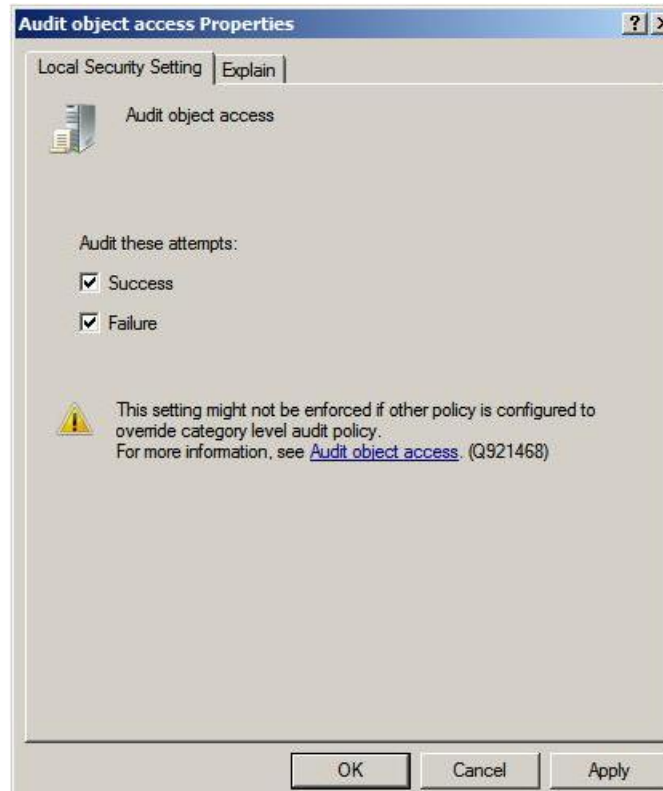 Audit object access Properties
Local Security Setting
Explain
Audit object access
Audit these attempts:
Success
Failure
This setting might not be enforced if other policy is configured to
override category level audit policy.
For more information, see Audit object access. (Q921468)
OK
Cancel
Apply